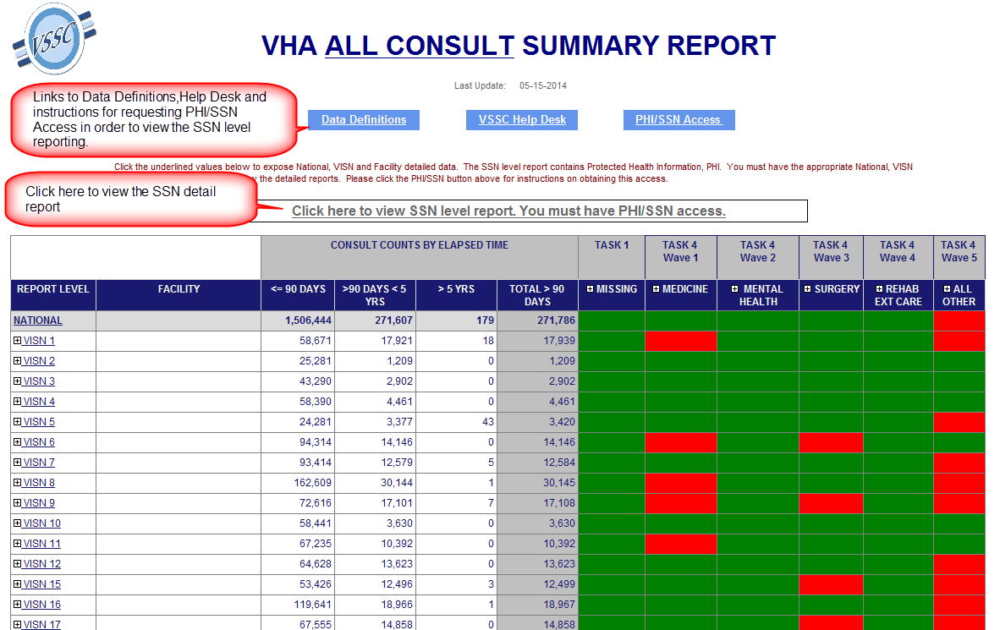 VSSC
VHA ALL CONSULT SUMMARY REPORT
Last Update: 05-15-2014
Links to Data Definitions,Help Desk and
instructions for requesting PHI/SSN
Access in order to view the SSN level
reporting.
Data Definitions
VSSC Help Desk
PHI/SSN Access
Click the underlined values below to expose National, VISN and Facility detailed data. The SSN level report contains Protected Health Information, PHI. You must have the appropriate National, VISN
the detailed reports. Please click the PHI/SSN button above for instructions on obtaining this access.
Click here to view the SSN detail
report
Click here to view SSN level report. You must have PHI/SSN access.
CONSULT COUNTS BY ELAPSED TIME TASK 1 TASK 4 TASK 4 TASK 4 TASK 4 TASK 4
Wave 1 Wave 2 Wave 3 Wave 4 Wave 5
REPORT LEVEL FACILITY <= 90 DAYS >90 DAYS < 5 > 5 YRS TOTAL > 90 MISSING MEDICINE MENTAL SURGERY REHAB ALL
YRS DAYS HEALTH EXT CARE OTHER
NATIONAL 1,506,444 271,607 179 271,786
VISN 1 58,671 17,921 18 17,939
VISN 2 25,281 1,209 0 1,209
VISN 3 43,290 2,902 0 2,902
VISN 4 58,390 4,461 0 4,461
VISN 5 24,281 3,377 43 3,420
VISN 6 94,314 14,146 0 14,146
VISN 7 93,414 12,579 5 12,584
VISN 8 162,609 30,144 1 30,145
VISN 9 72,616 17,101 7 17,108
VISN 10 58,441 3,630 0 3,630
VISN 11 67,235 10,392 0 10,392
VISN 12 64,628 13,623 0 13,623
VISN 15 53,426 12,496 3 12,499
VISN 16 119,641 18,966 1 18,967
VISN 17 67,555 14,858 0 14,858